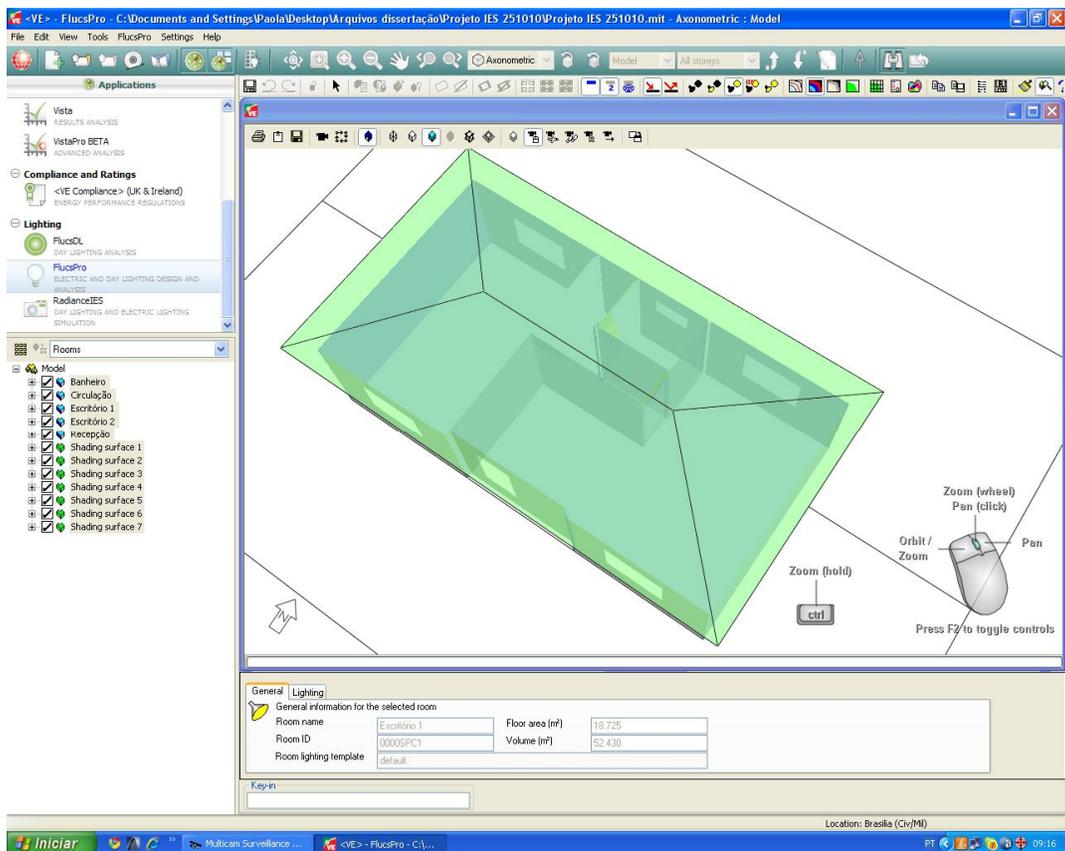 <VE> - FlucsPro - C:\Documents and Settings\Paola\Desktop\Arquivos dissertação\Projeto IES 251010\Projeto IES 251010.mit - Axonometric : Model
File Edit View Tools FlucsPro Settings Help
Axonometric
Model
All storeys
Applications
Vista
RESULTS ANALYSIS
VistaPro BETA
ADVANCED ANALYSIS
Compliance and Ratings
<VE Compliance> (UK & Ireland)
ENERGY PERFORMANCE REGULATIONS
Lighting
FlucsDL
DAY LIGHTING ANALYSIS
FlucsPro
ELECTRIC AND DAY LIGHTING DESIGN AND
ANALYSIS
RadianceIES
DAY LIGHTING AND ELECTRIC LIGHTING
SIMULATION
Rooms
Model
Banheiro
Circulação
Escritório 1
Escritório 2
Recepção
Shading surface 1
Shading surface 2
Shading surface 3
Shading surface 4
Shading surface 5
Shading surface 6
Shading surface 7
N
Zoom (wheel)
Pan (click)
Orbit /
Zoom
Pan
Zoom (hold)
ctrl
Press F2 to toggle controls
General Lighting
General information for the selected room
Room name Escritório 1 Floor area (m²) 18.725
Room ID 0000SPC1 Volume (m³) 52.430
Room lighting template default
Key-in
Location: Brasilia (Civ/Mil)
Iniciar
Multicam Surveillance ...
<VE> - FlucsPro - C:\...
PT
09:16